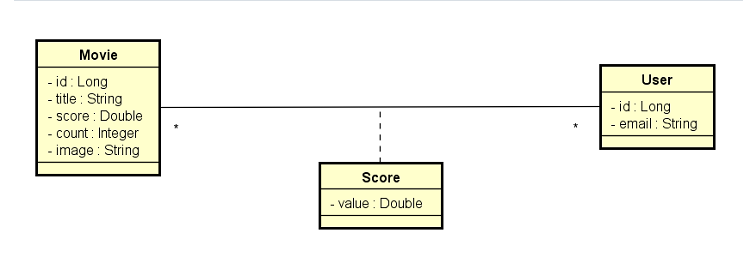 Movie
- id : Long
- title : String
- score : Double
- count : Integer
- image : String
*
*
User
- id : Long
- email : String
Score
- value : Double